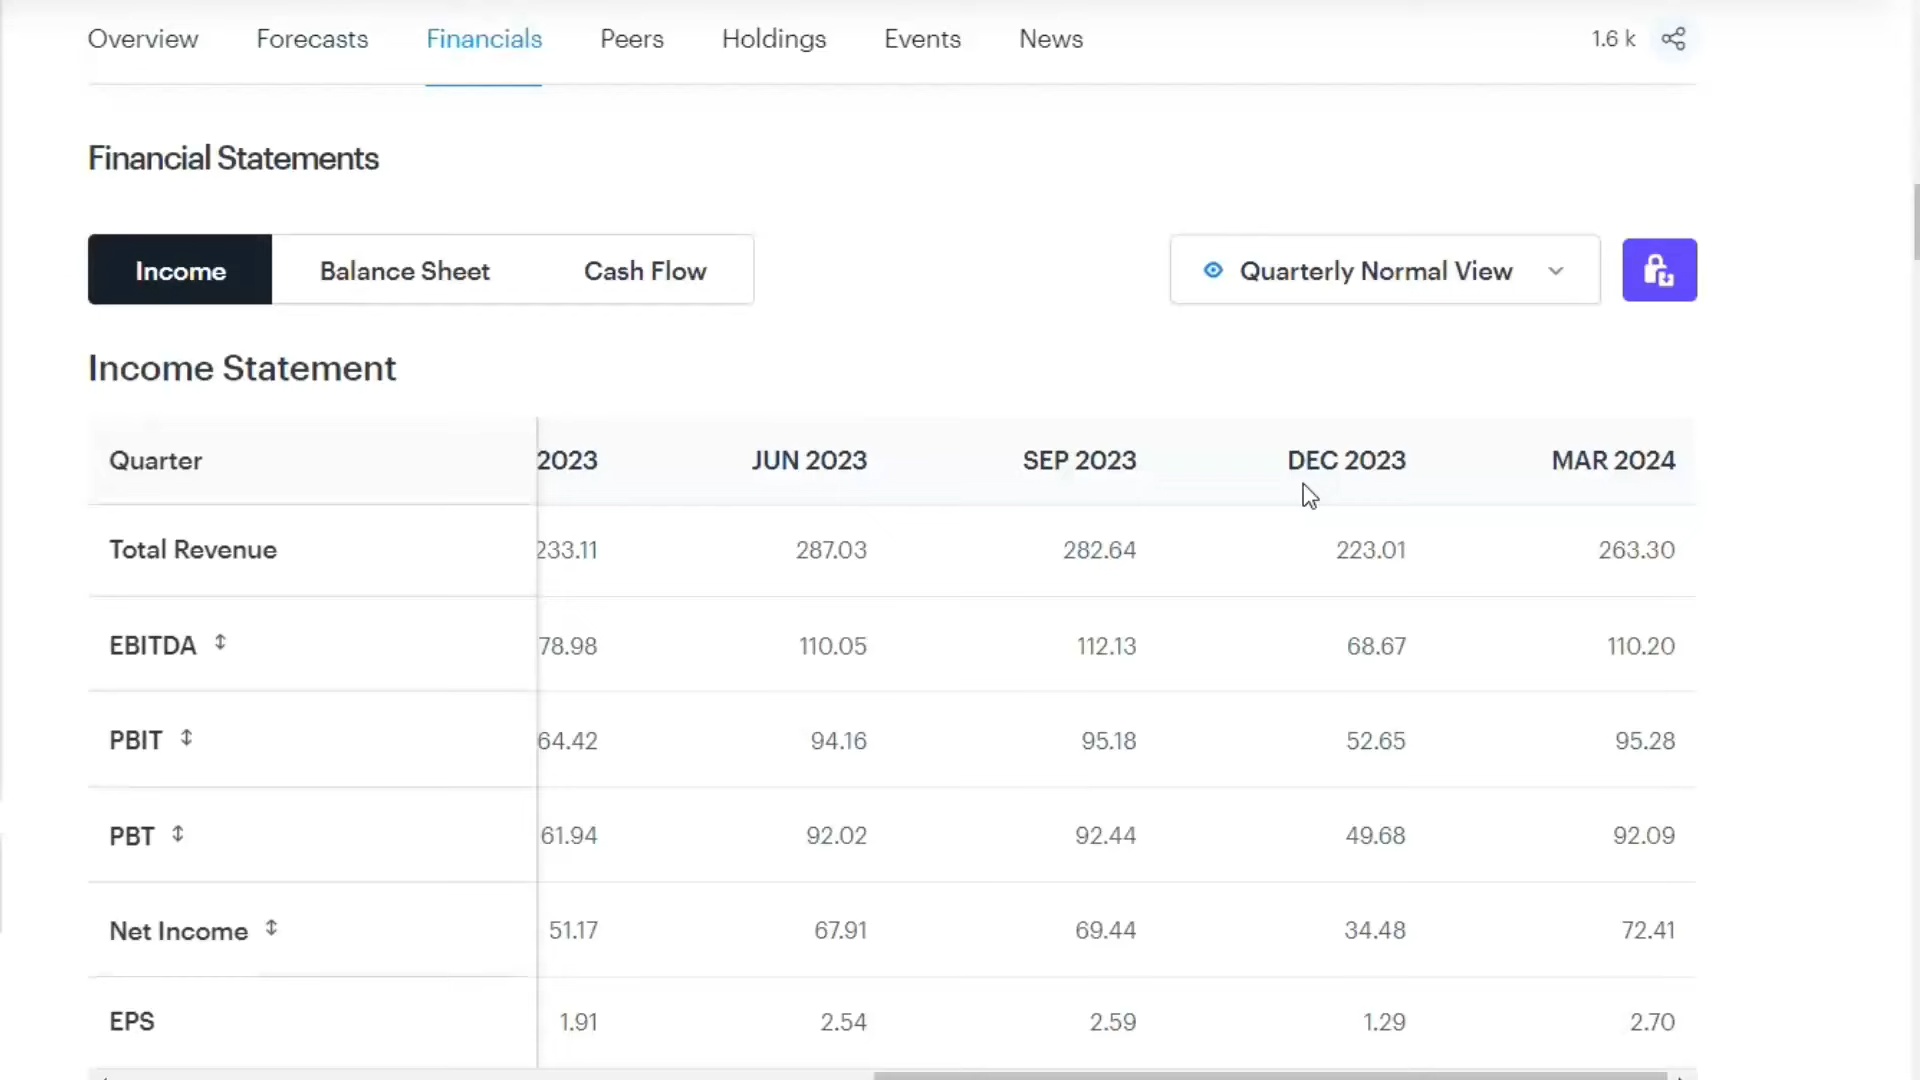 Overview Forecasts Financials Peers Holdings Events News 1.6 k
Financial Statements
Income Balance Sheet Cash Flow Quarterly Normal View
Income Statement
Quarter 2023 JUN 2023 SEP 2023 DEC 2023 MAR 2024
Total Revenue 233.11 287.03 282.64 223.01 263.30
EBITDA 78.98 110.05 112.13 68.67 110.20
PBIT 64.42 94.16 95.18 52.65 95.28
PBT 61.94 92.02 92.44 49.68 92.09
Net Income 51.17 67.91 69.44 34.48 72.41
EPS 1.91 2.54 2.59 1.29 2.70